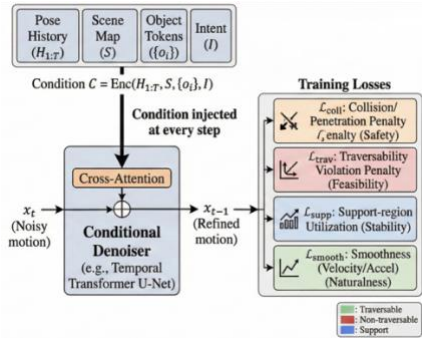 Pose
History
(H₁:T)
Scene
Map
(S)
Object
Tokens
({oᵢ})
Intent
(I)
Condition C = Enc(H₁:T, S, {oᵢ}, I)
Condition injected
at every step
Cross-Attention
xₜ
(Noisy
motion)
Conditional
Denoiser
(e.g., Temporal
Transformer U-Net)
xₜ₋₁
(Refined
motion)
Training Losses
ℒcoll: Collision/
Penetration Penalty
(Safety)
ℒtrav: Traversability
Violation Penalty
(Feasibility)
ℒsupp: Support-region
Utilization (Stability)
ℒsmooth: Smoothness
(Velocity/Accel)
(Naturalness)
: Traversable
: Non-traversable
: Support